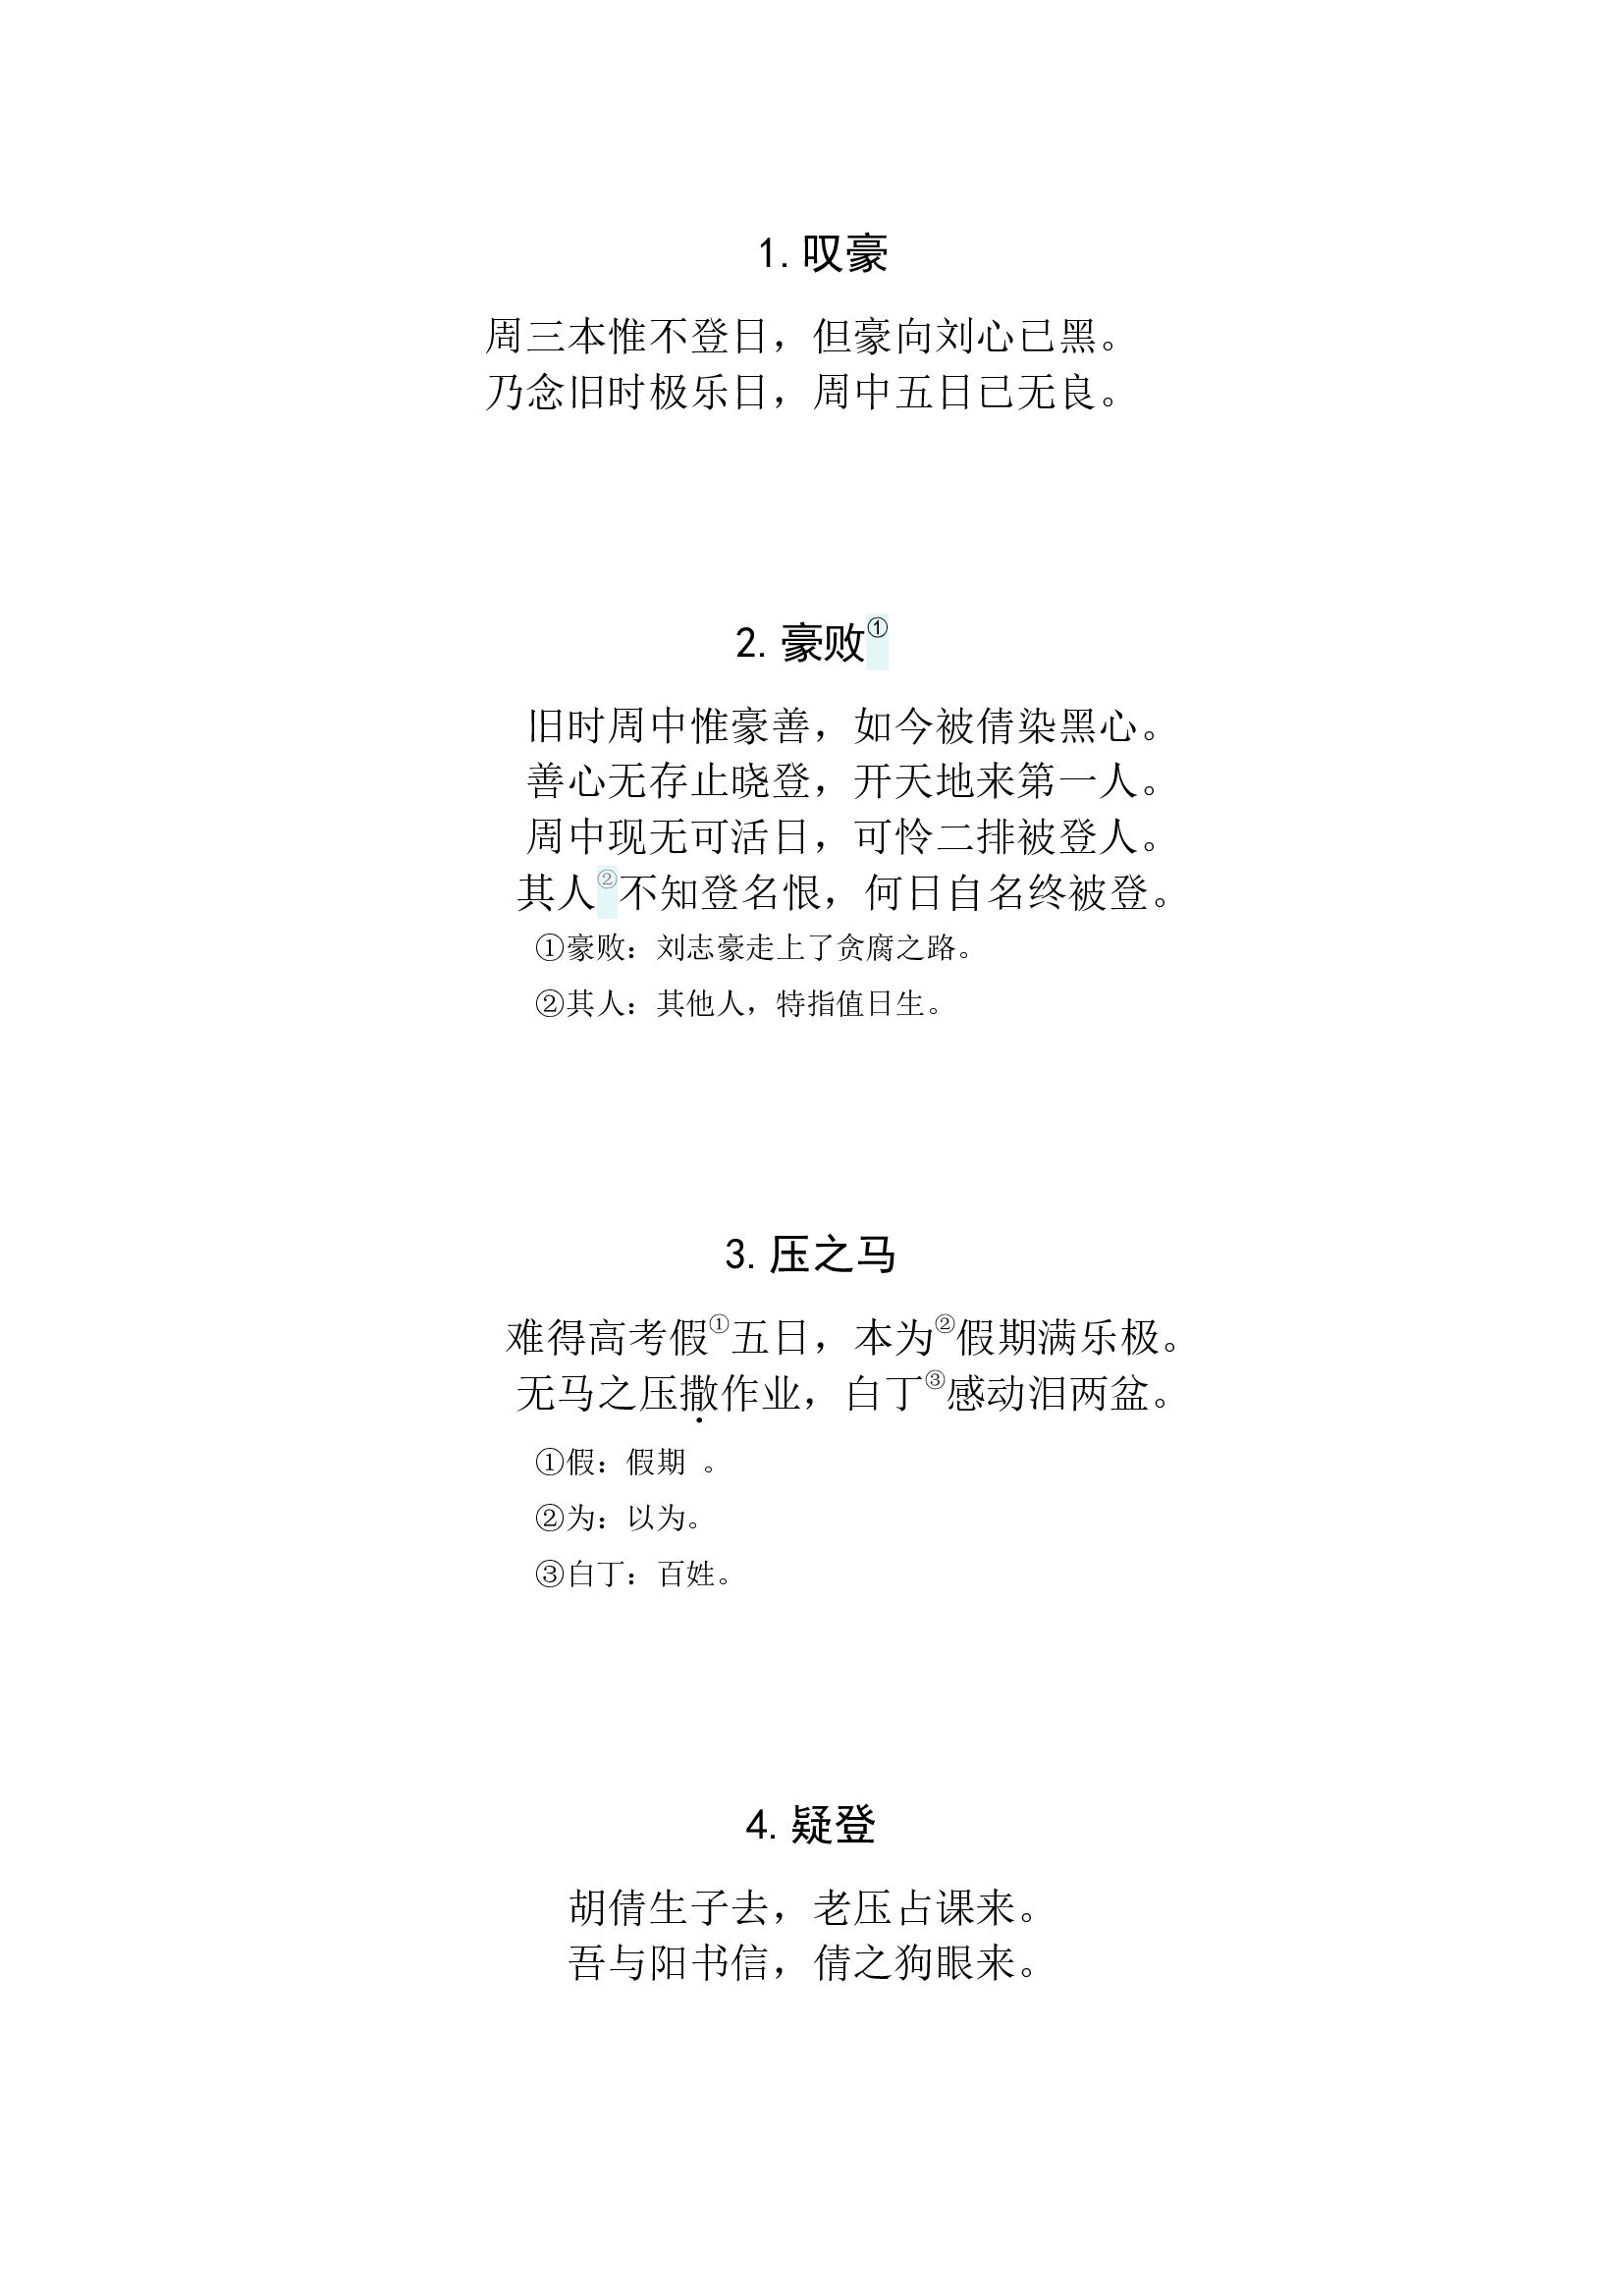 1.叹豪
周三本惟不登日，但豪向刘心已黑。
乃念旧时极乐日，周中五日已无良。
2.豪败①
旧时周中惟豪善，如今被倩染黑心。
善心无存止晓登，开天地来第一人。
周中现无可活日，可怜二排被登人。
其人②不知登名恨，何日自名终被登。
①豪败：刘志豪走上了贪腐之路。
②其人：其他人，特指值日生。
3.压之马
难得高考假①五日，本为②假期满乐极。
无马之压撒作业，白丁③感动泪两盆。
①假：假期 。
②为：以为。
③白丁：百姓。
4.疑登
胡倩生子去，老压占课来。
吾与阳书信，倩之狗眼来。